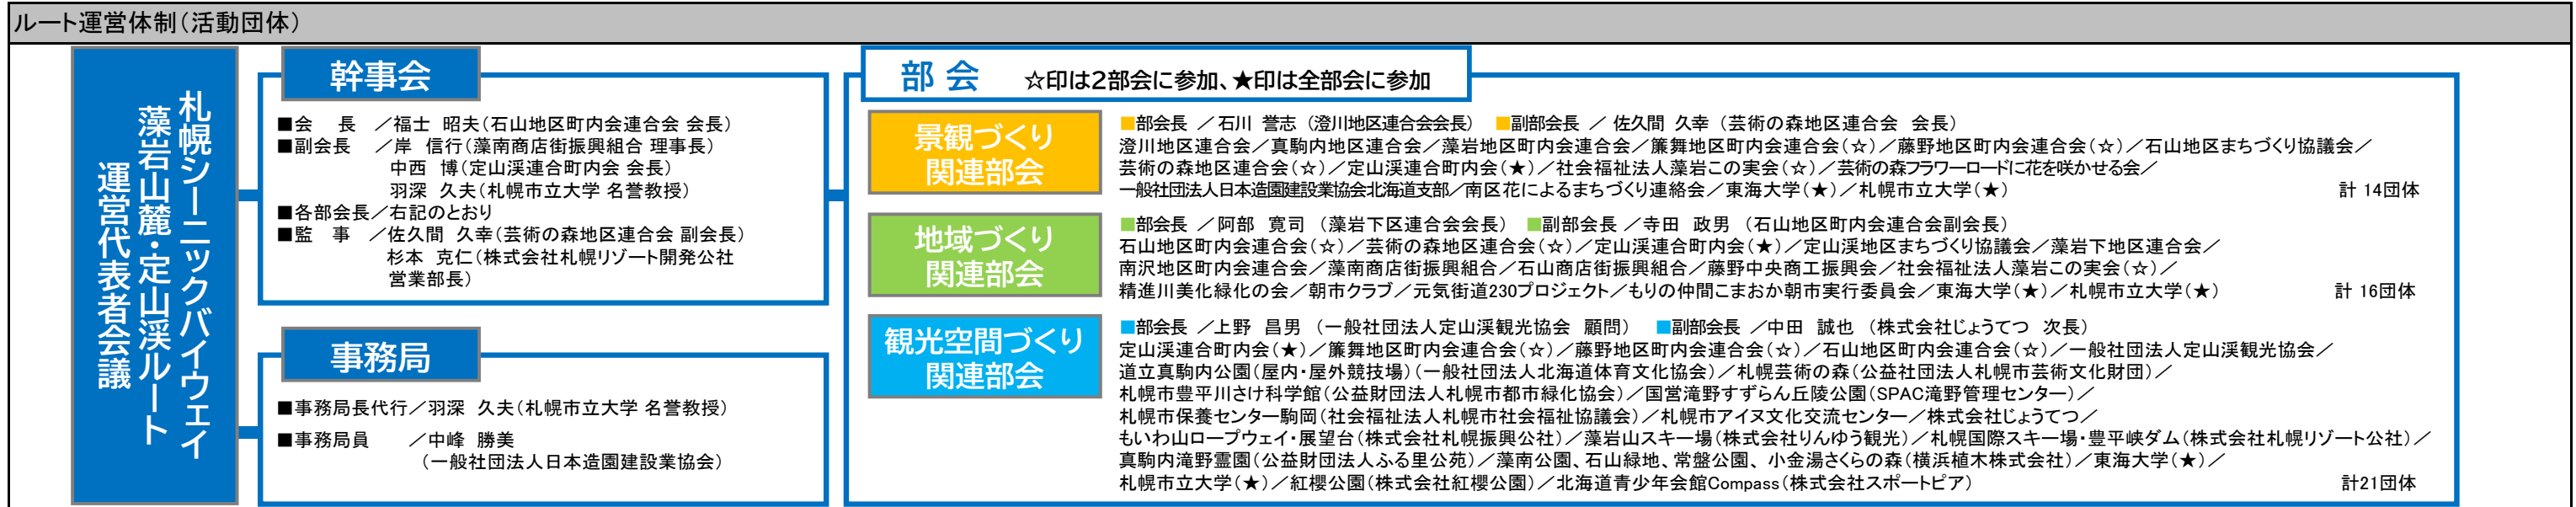 ルート運営体制（活動団体）
札幌シーニックバイウェイ
藻岩山麓・定山渓ルート
運営代表者会議
幹事会
■会　長　／福士 昭夫（石山地区町内会連合会 会長）
■副会長　／岸 信行（藻南商店街振興組合 理事長）
中西 博（定山渓連合町内会 会長）
羽深 久夫（札幌市立大学 名誉教授）
■各部会長／右記のとおり
■監　事　／佐久間 久幸（芸術の森地区連合会 副会長）
杉本 克仁（株式会社札幌リゾート開発公社
営業部長）
事務局
■事務局長代行／羽深 久夫（札幌市立大学 名誉教授）
■事務局員　／中峰 勝美
（一般社団法人日本造園建設業協会）
部 会　☆印は2部会に参加、★印は全部会に参加
景観づくり
関連部会
■部会長 ／石川 誉志 （澄川地区連合会会長） ■副部会長 ／ 佐久間 久幸 （芸術の森地区連合会 会長）
澄川地区連合会／真駒内地区連合会／藻岩地区町内会連合会／簾舞地区町内会連合会（☆）／藤野地区町内会連合会（☆）／石山地区まちづくり協議会／
芸術の森地区連合会（☆）／定山渓連合町内会（★）／社会福祉法人藻岩この実会（☆）／芸術の森フラワーロードに花を咲かせる会／
一般社団法人日本造園建設業協会北海道支部／南区花によるまちづくり連絡会／東海大学（★）／札幌市立大学（★）　計 14団体
地域づくり
関連部会
■部会長 ／阿部 寛司 （藻岩下区連合会会長） ■副部会長 ／寺田 政男 （石山地区町内会連合会副会長）
石山地区町内会連合会（☆）／芸術の森地区連合会（☆）／定山渓連合町内会（★）／定山渓地区まちづくり協議会／藻岩下地区連合会／
南沢地区町内会連合会／藻南商店街振興組合／石山商店街振興組合／藤野中央商工振興会／社会福祉法人藻岩この実会（☆）／
精進川美化緑化の会／朝市クラブ／元気街道230プロジェクト／もりの仲間こまおか朝市実行委員会／東海大学（★）／札幌市立大学（★）　計 16団体
観光空間づくり
関連部会
■部会長 ／上野 昌男 （一般社団法人定山渓観光協会 顧問） ■副部会長 ／中田 誠也 （株式会社じょうてつ 次長）
定山渓連合町内会（★）／簾舞地区町内会連合会（☆）／藤野地区町内会連合会（☆）／石山地区町内会連合会（☆）／一般社団法人定山渓観光協会／
道立真駒内公園（屋内・屋外競技場）（一般社団法人北海道体育文化協会）／札幌芸術の森（公益社団法人札幌市芸術文化財団）／
札幌市豊平川さけ科学館（公益財団法人札幌市都市緑化協会）／国営滝野すずらん丘陵公園（SPAC滝野管理センター）／
札幌市保養センター駒岡（社会福祉法人札幌市社会福祉協議会）／札幌市アイヌ文化交流センター／株式会社じょうてつ／
もいわ山ロープウェイ・展望台（株式会社札幌振興公社）／藻岩山スキー場（株式会社りんゆう観光）／札幌国際スキー場・豊平峡ダム（株式会社札幌リゾート公社）／
真駒内滝野霊園（公益財団法人ふる里公苑）／藻南公園、石山緑地、常盤公園、 小金湯さくらの森（横浜植木株式会社）／東海大学（★）／
札幌市立大学（★）／紅櫻公園（株式会社紅櫻公園）／北海道青少年会館Compass（株式会社スポートピア）　計21団体